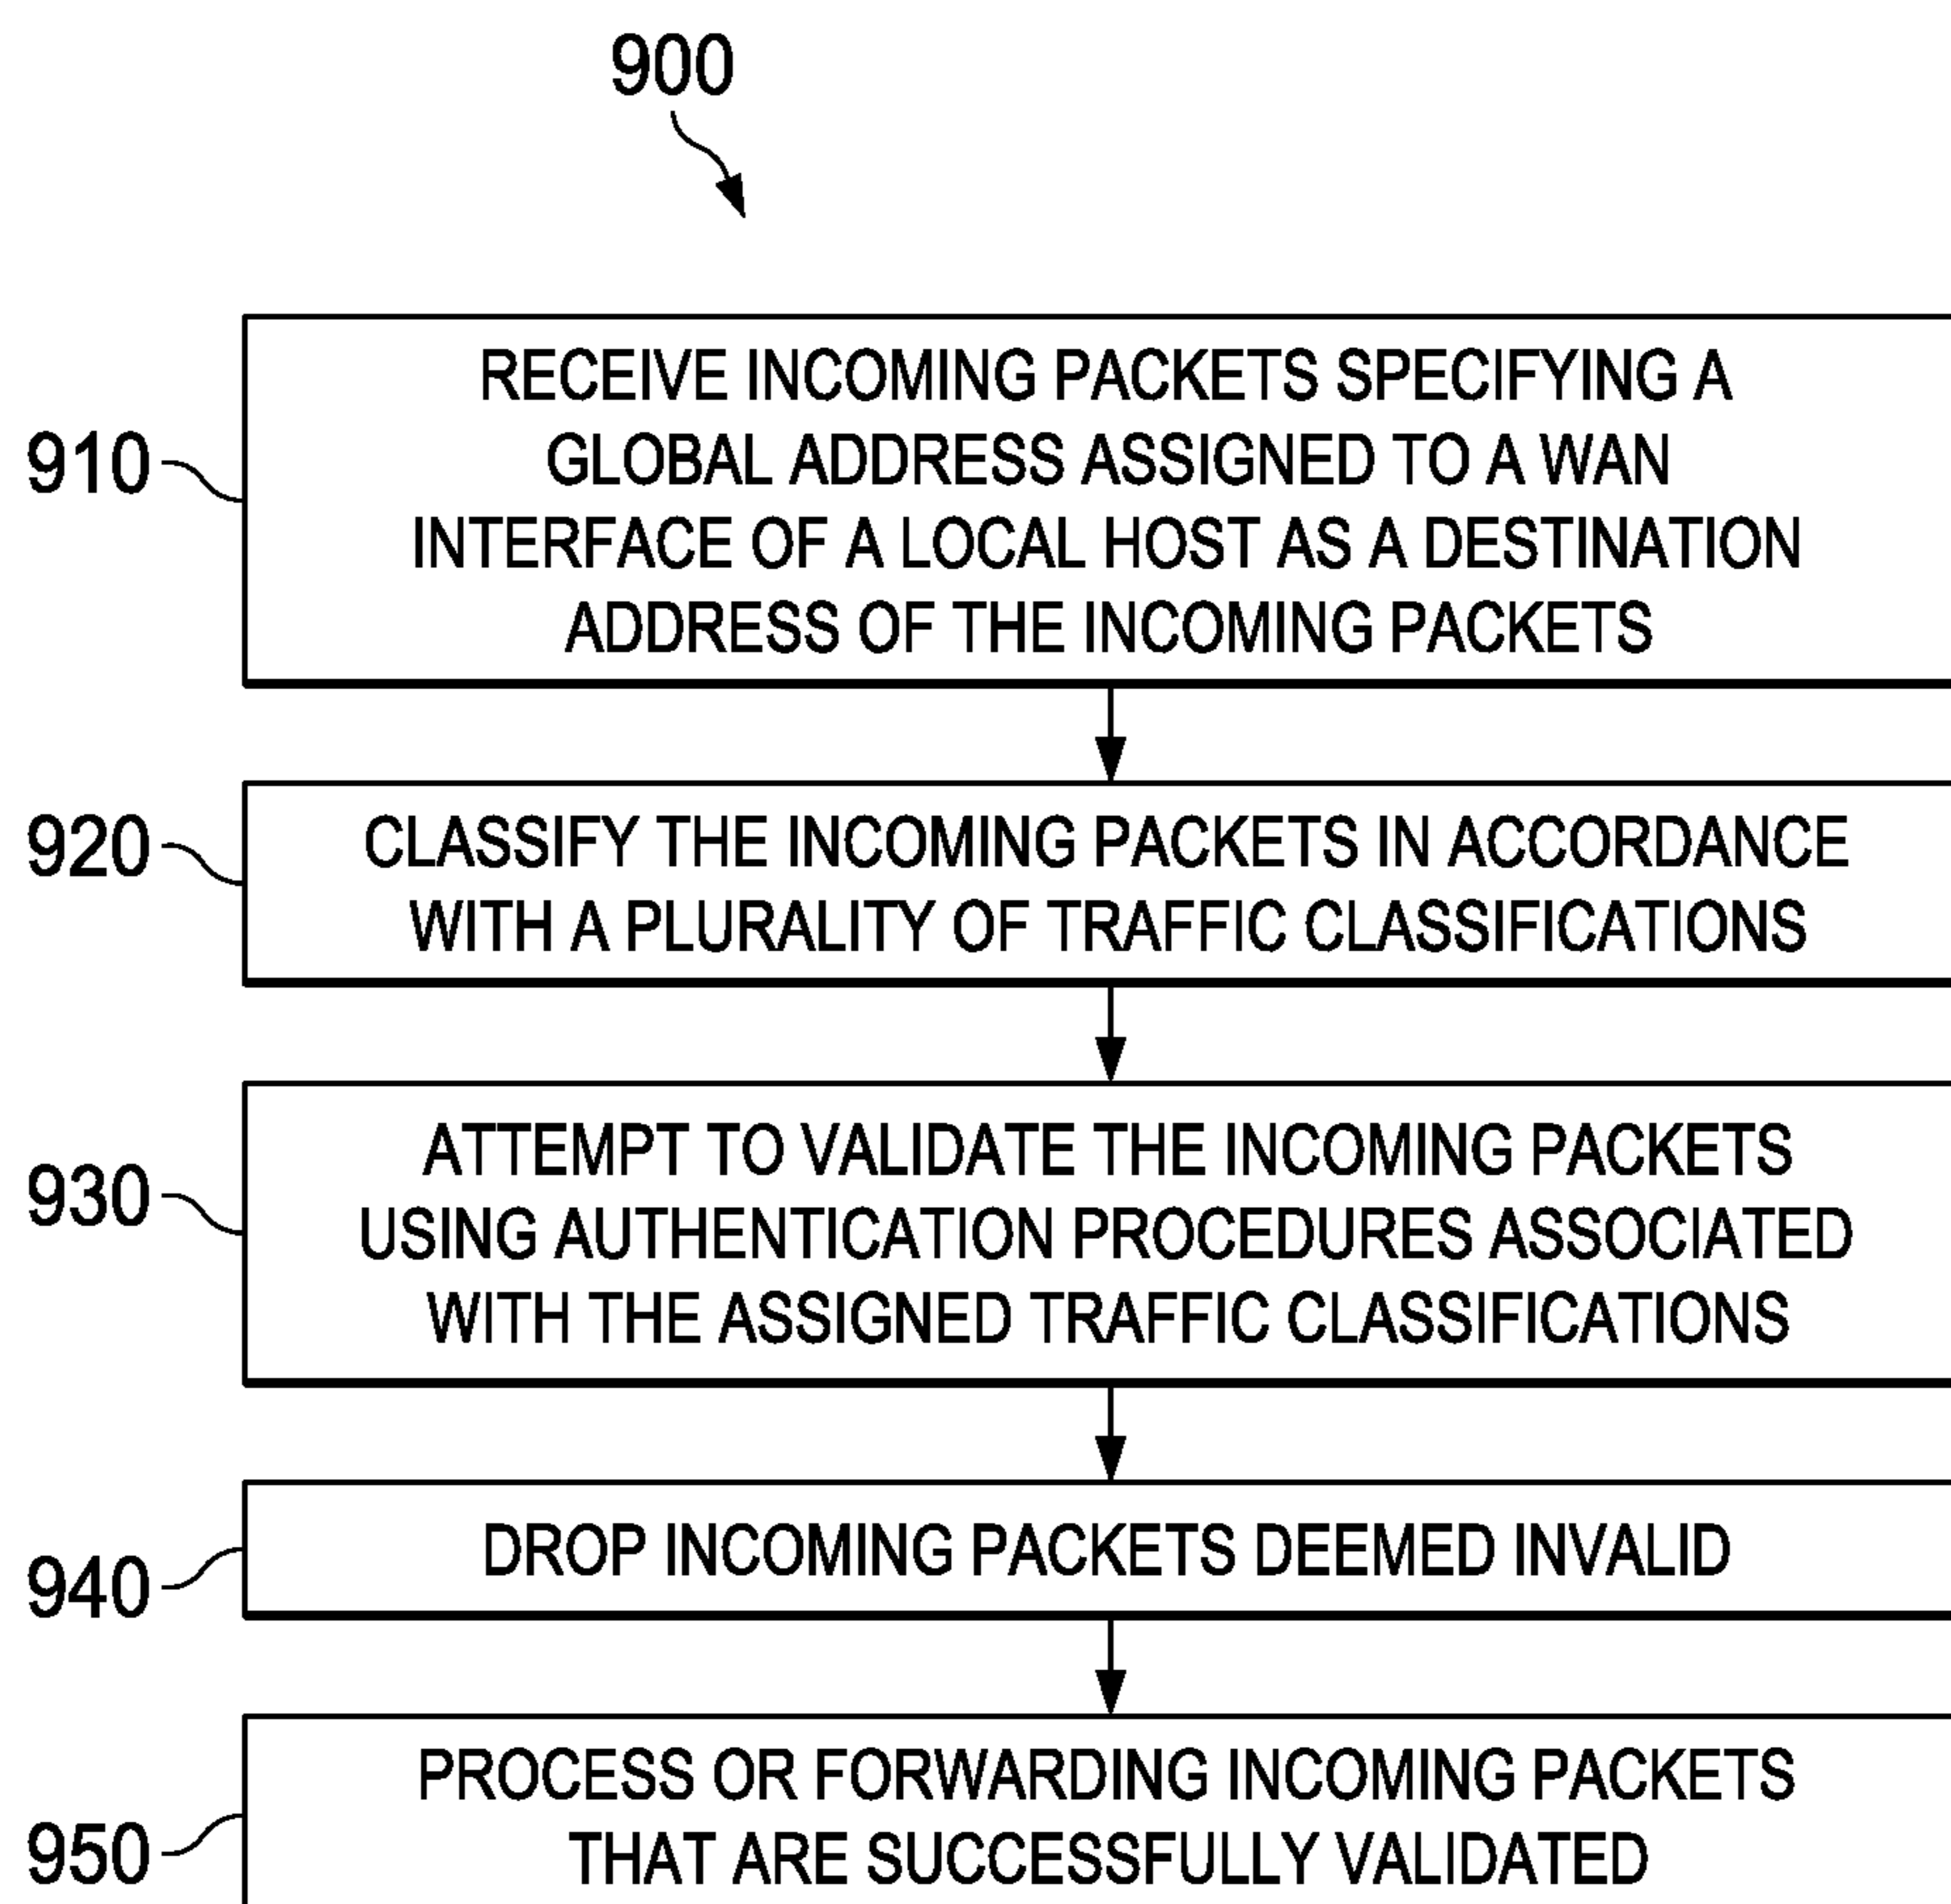 900
910
RECEIVE INCOMING PACKETS SPECIFYING A
GLOBAL ADDRESS ASSIGNED TO A WAN
INTERFACE OF A LOCAL HOST AS A DESTINATION
ADDRESS OF THE INCOMING PACKETS
920
CLASSIFY THE INCOMING PACKETS IN ACCORDANCE
WITH A PLURALITY OF TRAFFIC CLASSIFICATIONS
930
ATTEMPT TO VALIDATE THE INCOMING PACKETS
USING AUTHENTICATION PROCEDURES ASSOCIATED
WITH THE ASSIGNED TRAFFIC CLASSIFICATIONS
940
DROP INCOMING PACKETS DEEMED INVALID
950
PROCESS OR FORWARDING INCOMING PACKETS
THAT ARE SUCCESSFULLY VALIDATED